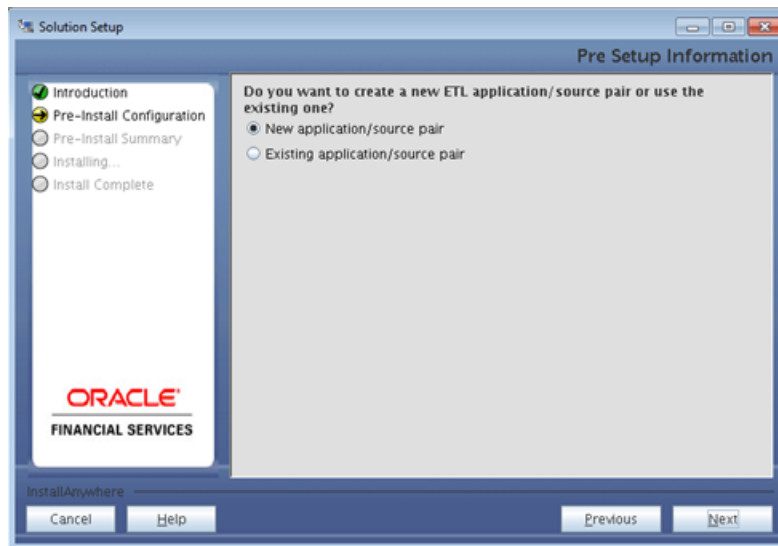 Solution Setup
Pre Setup Information
Introduction
Pre-Install Configuration
Pre-Install Summary
Installing...
Install Complete
Do you want to create a new ETL application/source pair or use the
existing one?
New application/source pair
Existing application/source pair
ORACLE
FINANCIAL SERVICES
InstallAnywhere
Cancel
Help
Previous
Next